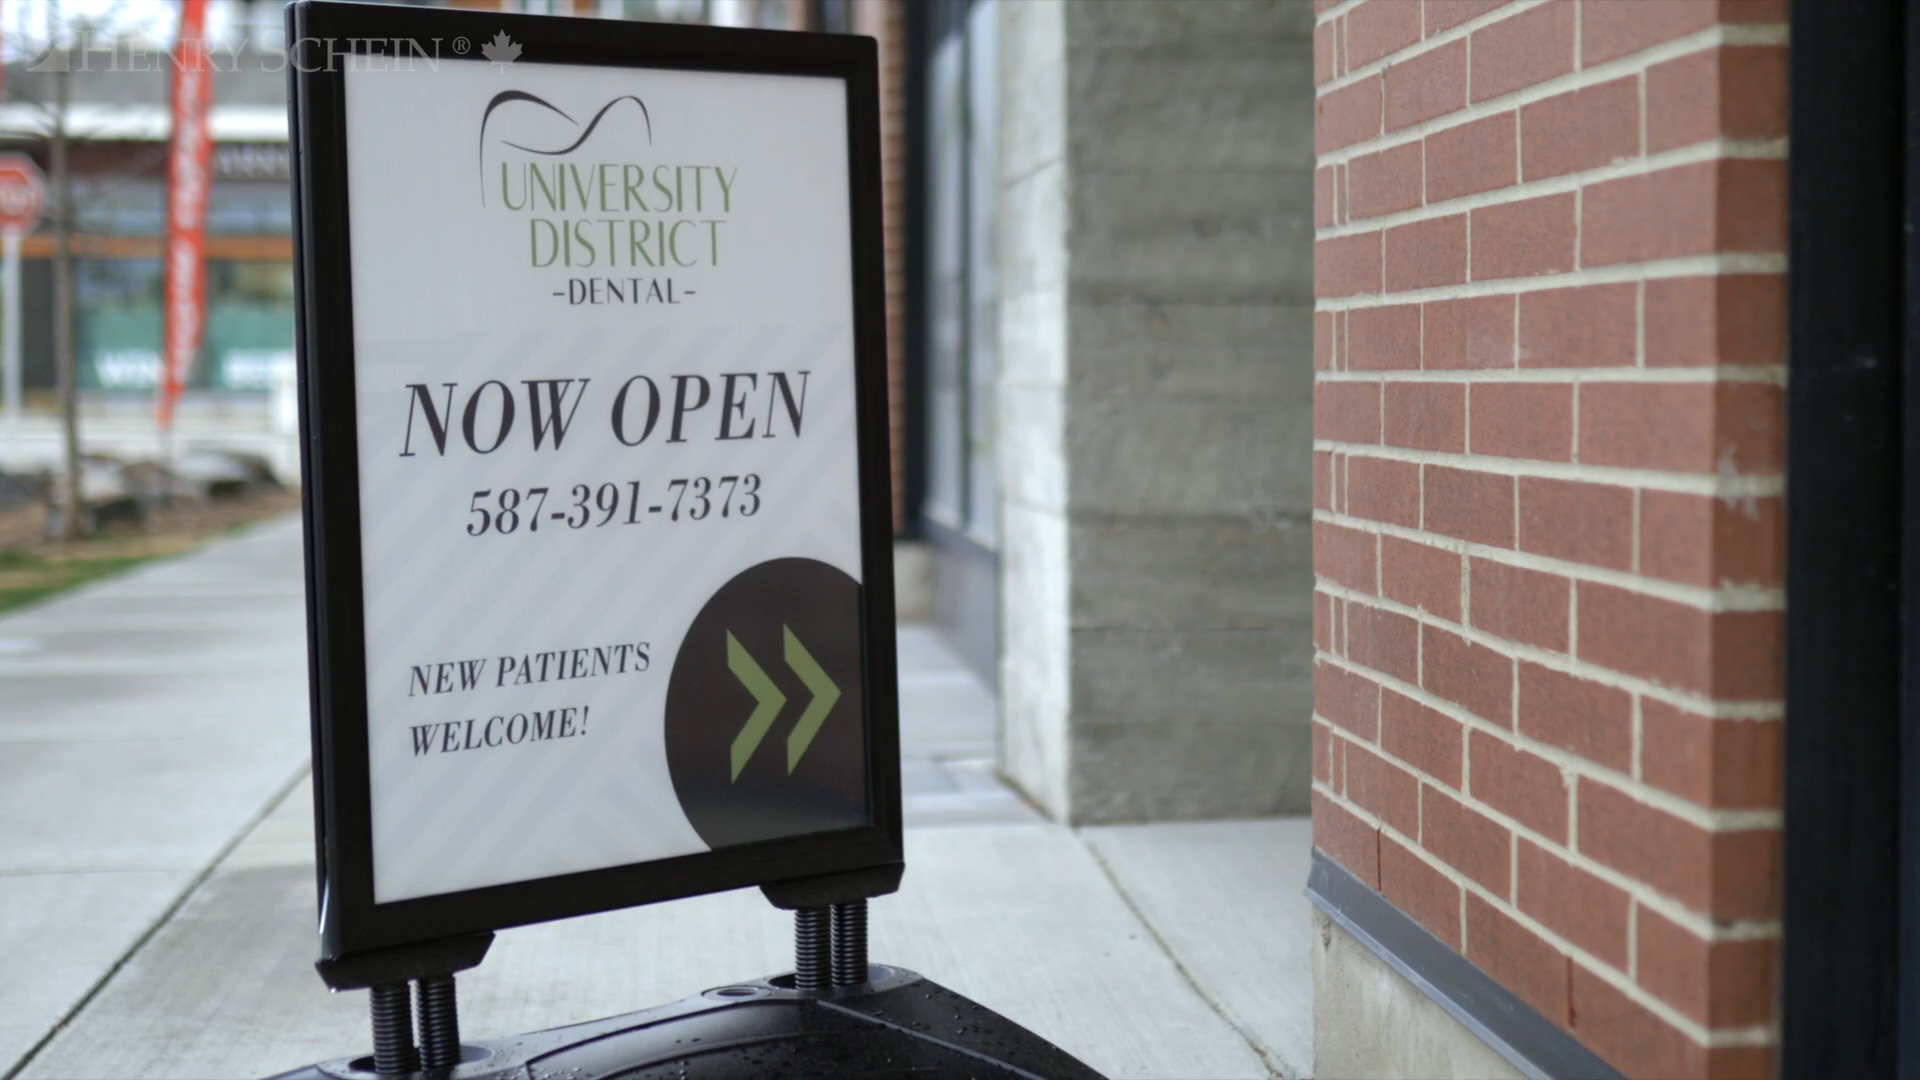 HENRY SCHEIN®
UNIVERSITY
DISTRICT
-DENTAL-
NOW OPEN
587-391-7373
NEW PATIENTS
WELCOME!